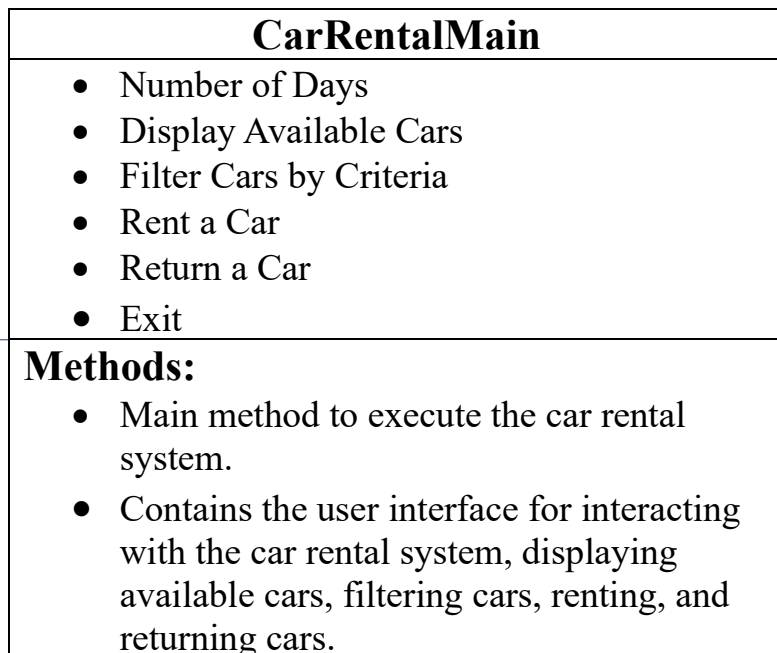 CarRentalMain
• Number of Days
• Display Available Cars
• Filter Cars by Criteria
• Rent a Car
• Return a Car
• Exit
Methods:
• Main method to execute the car rental
system.
• Contains the user interface for interacting
with the car rental system, displaying
available cars, filtering cars, renting, and
returning cars.